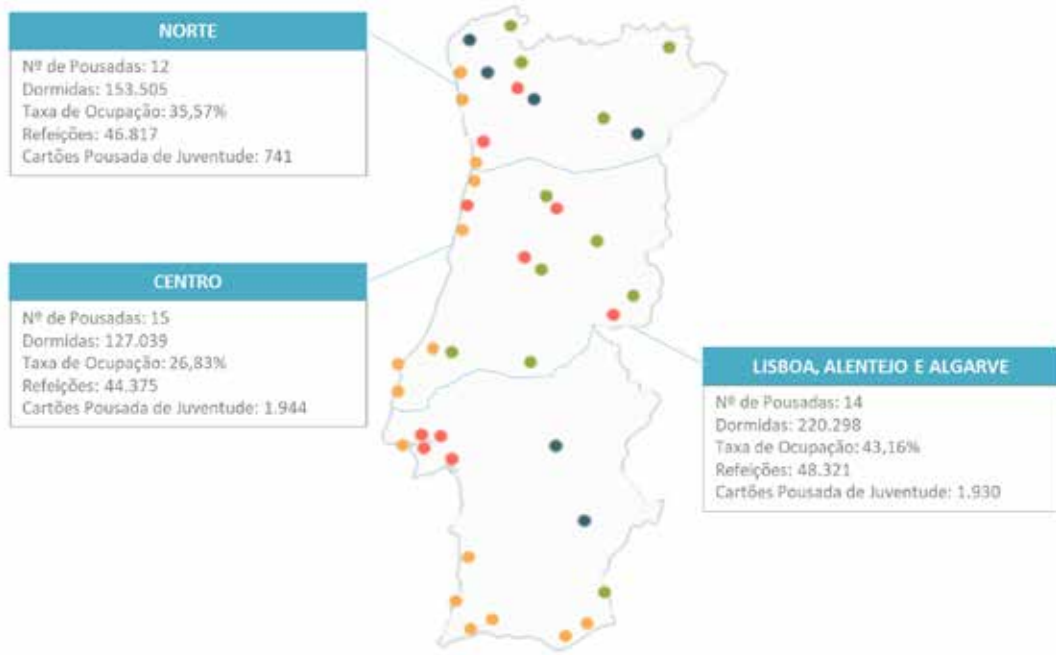 NORTE
Nº de Pousadas: 12
Dormidas: 153.505
Taxa de Ocupação: 35,57%
Refeições: 46.817
Cartões Pousada de Juventude: 741
CENTRO
Nº de Pousadas: 15
Dormidas: 127.039
Taxa de Ocupação: 26,83%
Refeições: 44.375
Cartões Pousada de Juventude: 1.944
LISBOA, ALENTEJO E ALGARVE
Nº de Pousadas: 14
Dormidas: 220.298
Taxa de Ocupação: 43,16%
Refeições: 48.321
Cartões Pousada de Juventude: 1.930